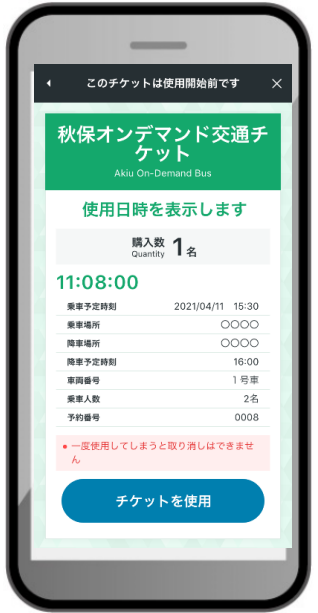 このチケットは使用開始前です
秋保オンデマンド交通チ
ケット
Akiu On-Demand Bus
使用日時を表示します
購入数
Quantity
1名
11:08:00
乗車予定時刻 2021/04/11 15:30
乗車場所 〇〇〇〇
降車場所 〇〇〇〇
降車予定時刻 16:00
車両番号 1号車
乗車人数 2名
予約番号 0008
• 一度使用してしまうと取り消しはできませ
ん
チケットを使用